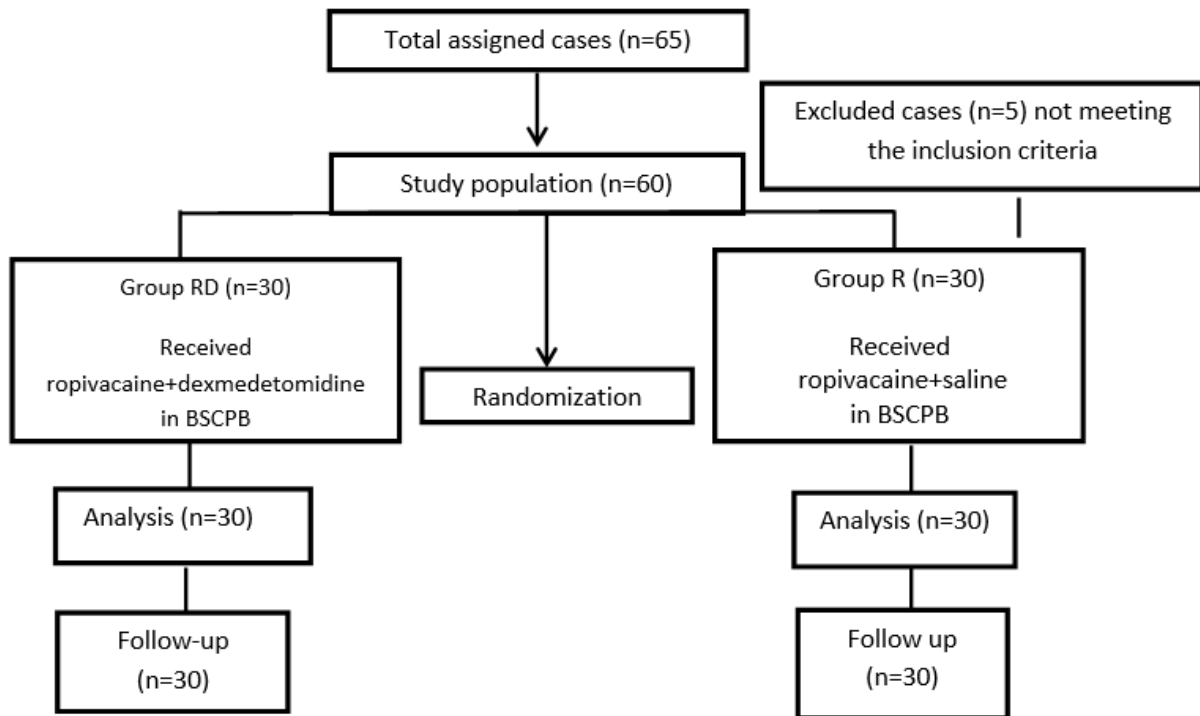 Total assigned cases (n=65)
Excluded cases (n=5) not meeting
the inclusion criteria
Study population (n=60)
Group RD (n=30)
Received
ropivacaine+dexmedetomidine
in BSCPB
Randomization
Group R (n=30)
Received
ropivacaine+saline
in BSCPB
Analysis (n=30)
Analysis (n=30)
Follow-up
(n=30)
Follow up
(n=30)